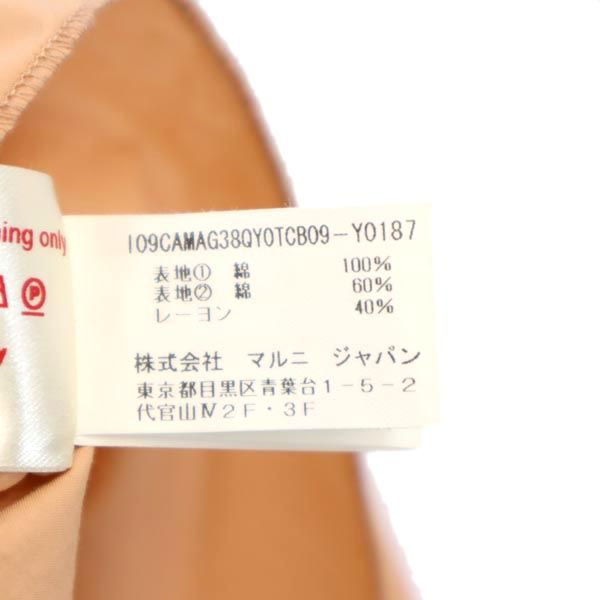 ning only
P
I09CAMAG38QY0TCB09-Y0187
表地① 綿 100%
表地② 綿 60%
レーヨン 40%
株式会社 マルニ ジャパン
東京都目黒区青葉台1-5-2
代官山Ⅳ2F・3F